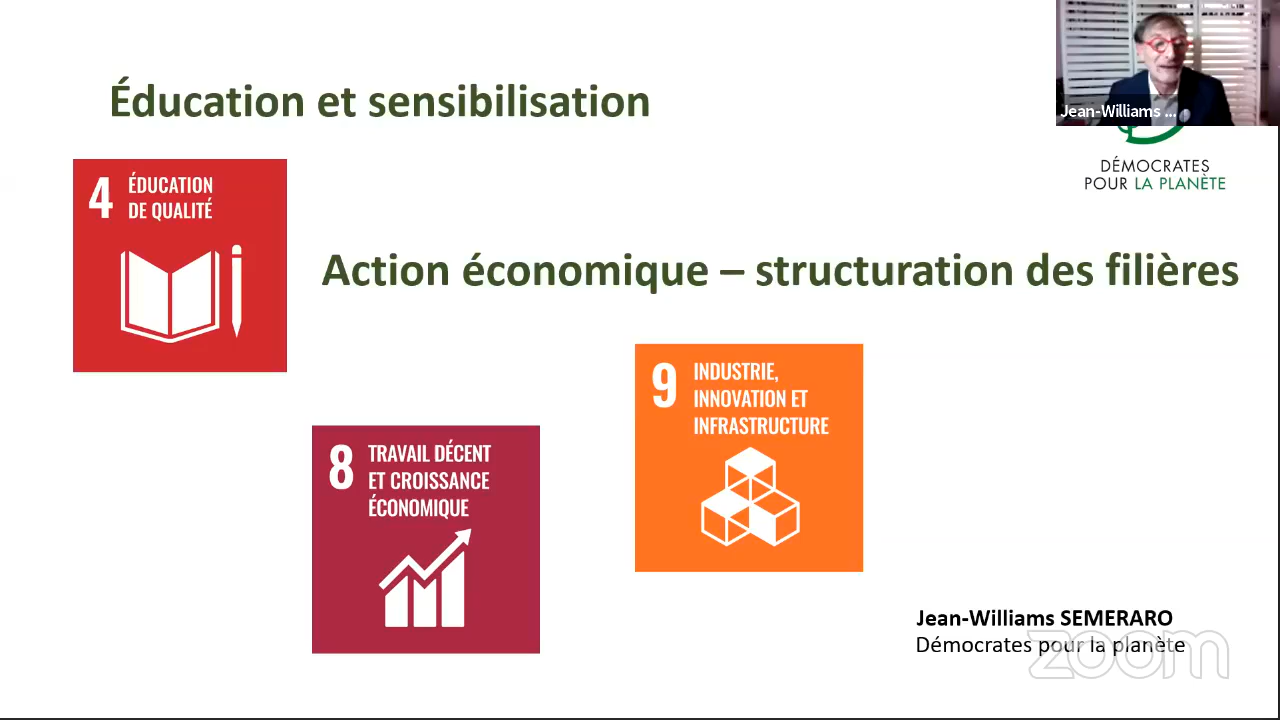 Éducation et sensibilisation
Jean-Williams ...
DÉMOCRATES
POUR LA PLANÈTE
4 ÉDUCATION
DE QUALITÉ
Action économique – structuration des filières
9 INDUSTRIE,
INNOVATION ET
INFRASTRUCTURE
8 TRAVAIL DÉCENT
ET CROISSANCE
ÉCONOMIQUE
Jean-Williams SEMERARO
Démocrates pour la planète
zoom